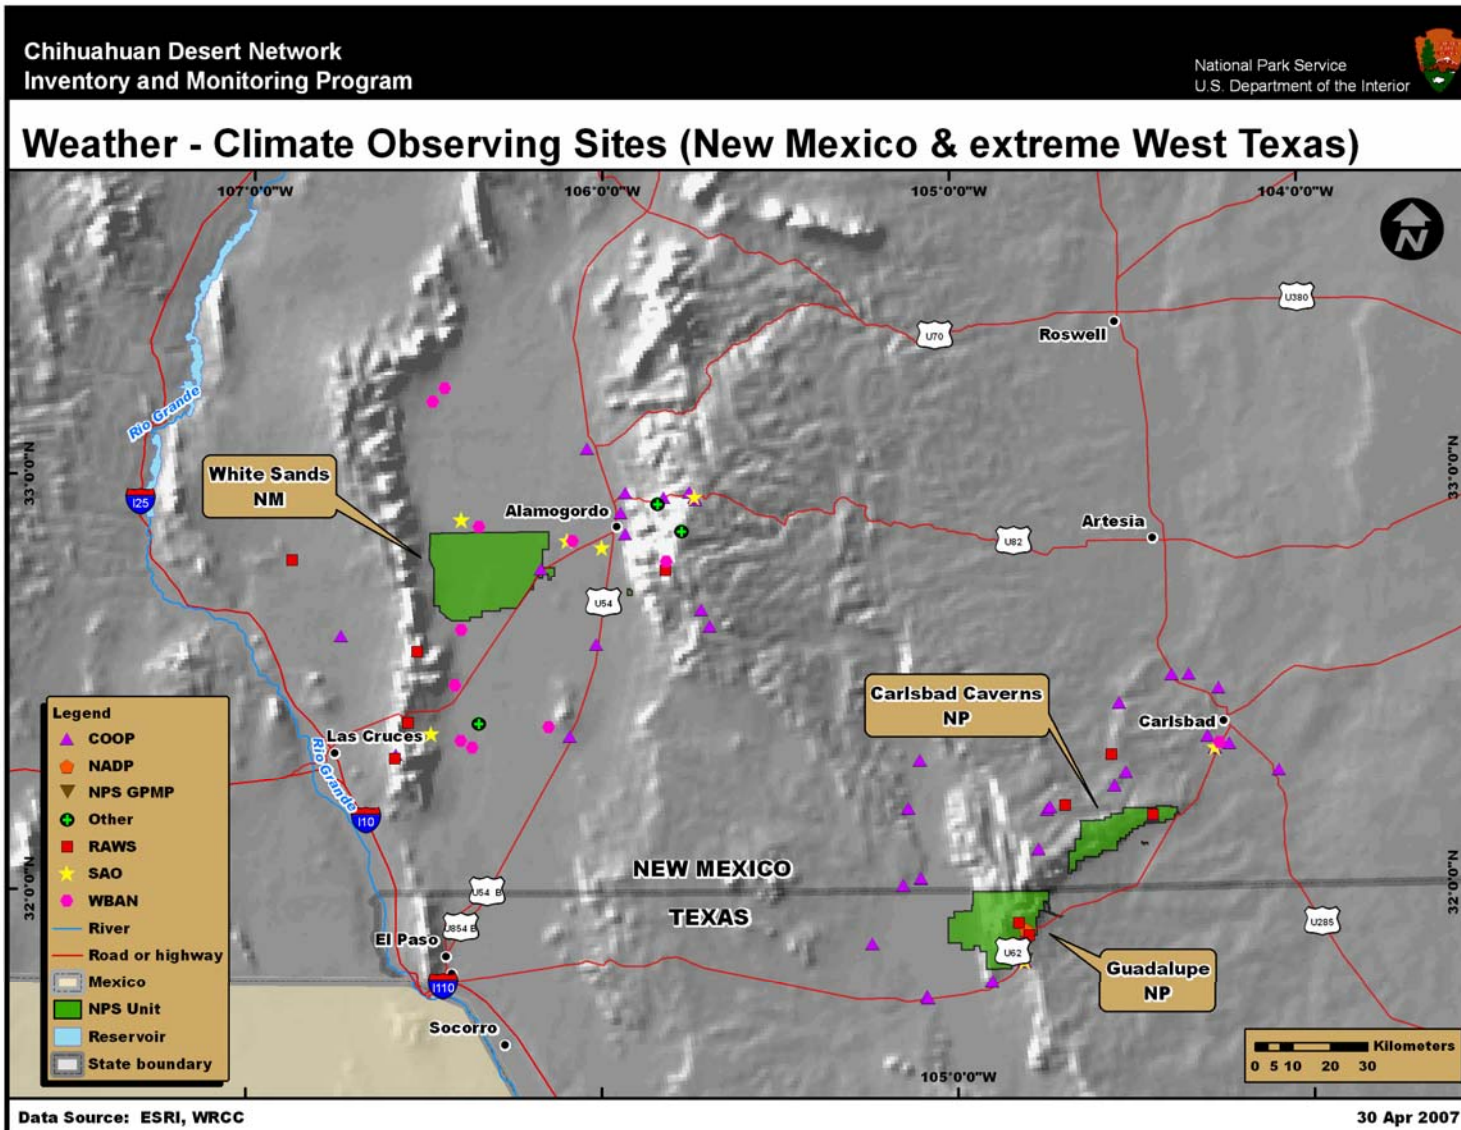 Chihuahuan Desert Network
Inventory and Monitoring Program
National Park Service
U.S. Department of the Interior
Weather - Climate Observing Sites (New Mexico & extreme West Texas)
107°0'0"W
106°0'0"W
105°0'0"W
104°0'0"W
N
U380
U70
Roswell
Rio Grande
33°0'0"N
33°0'0"N
White Sands
NM
I25
Alamogordo
Artesia
U82
U54
Carlsbad Caverns
NP
Carlsbad
Las Cruces
Rio Grande
I10
Legend
COOP
NADP
NPS GPMP
Other
RAWS
SAO
WBAN
River
Road or highway
Mexico
NPS Unit
Reservoir
State boundary
NEW MEXICO
32°0'0"N
32°0'0"N
U54 B
TEXAS
U854 B
U285
El Paso
U62
Guadalupe
NP
I110
Socorro
Kilometers
0 5 10 20 30
105°0'0"W
Data Source: ESRI, WRCC
30 Apr 2007